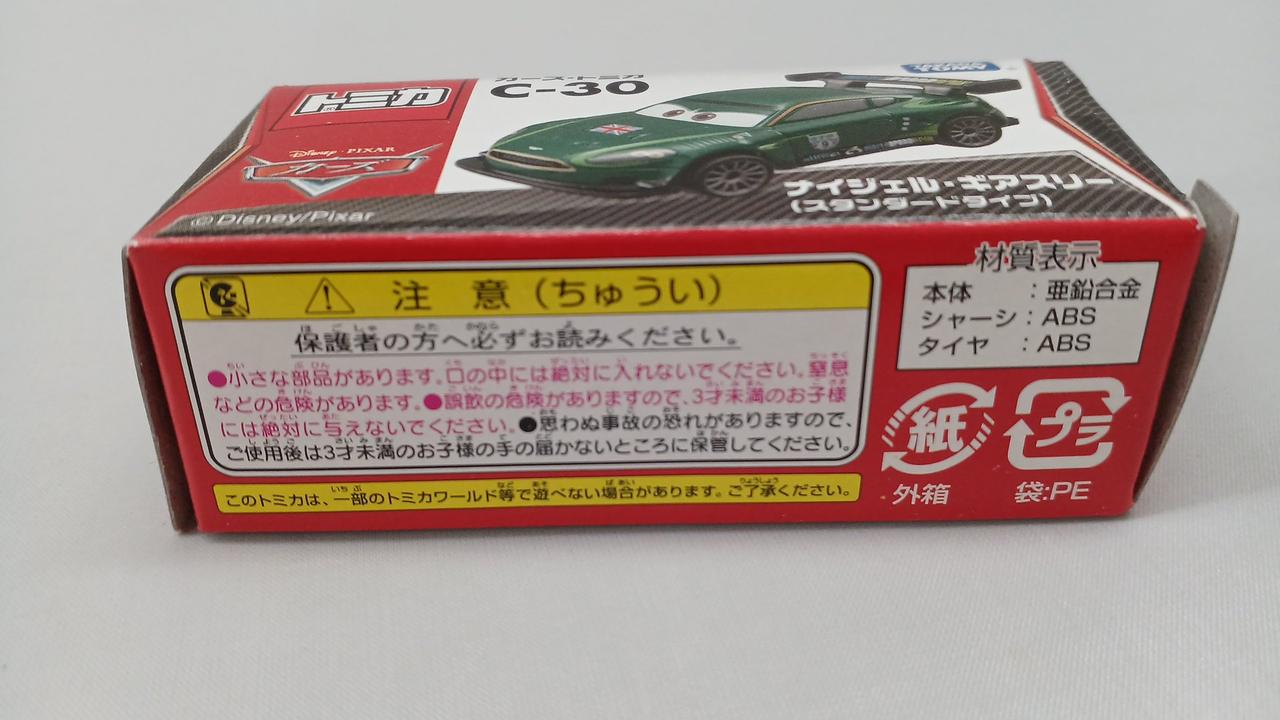 トミカ
Disney・PIXAR
カーズ
©Disney/Pixar
カーズ・トミカ
C-30
TAKARA TOMY
ナイジェル・ギアスリー
(スタンダードタイプ)
注 意(ちゅうい)
保護者の方へ必ずお読みください。
●小さな部品があります。口の中には絶対に入れないでください。窒息
などの危険があります。●誤飲の危険がありますので、3才未満のお子様
には絶対に与えないでください。●思わぬ事故の恐れがありますので、
ご使用後は3才未満のお子様の手の届かないところに保管してください。
このトミカは、一部のトミカワールド等で遊べない場合があります。ご了承ください。
材質表示
本体 :亜鉛合金
シャーシ:ABS
タイヤ :ABS
紙
外箱
プラ
袋:PE